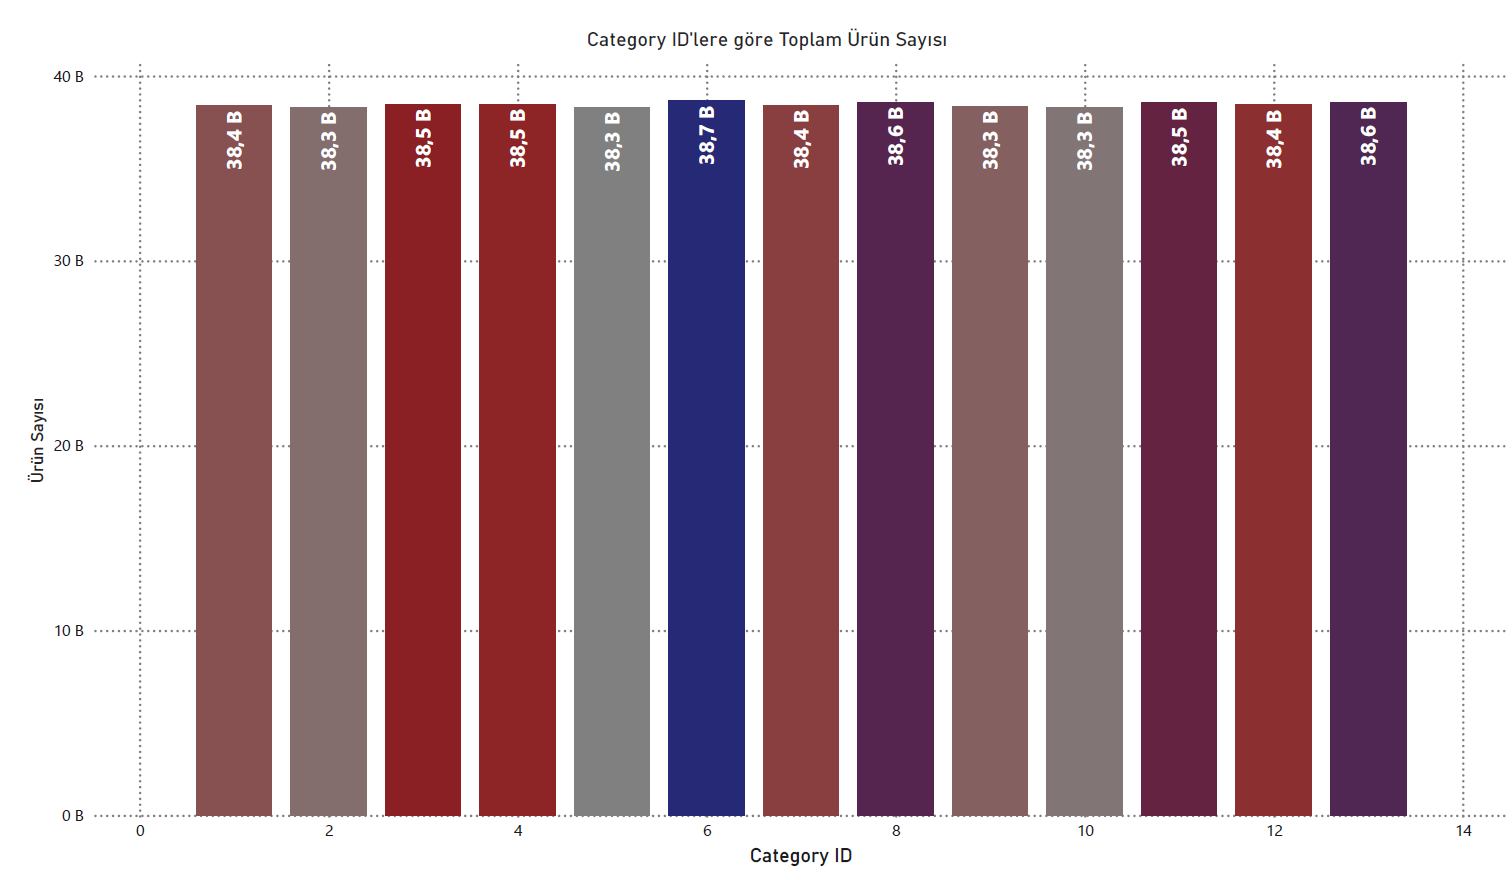 Category ID'lere göre Toplam Ürün Sayısı
40 B
30 B
20 B
10 B
0 B
Ürün Sayısı
38,4 B
38,3 B
38,5 B
38,5 B
38,3 B
38,7 B
38,4 B
38,6 B
38,3 B
38,3 B
38,5 B
38,4 B
38,6 B
0 2 4 6 8 10 12 14
Category ID